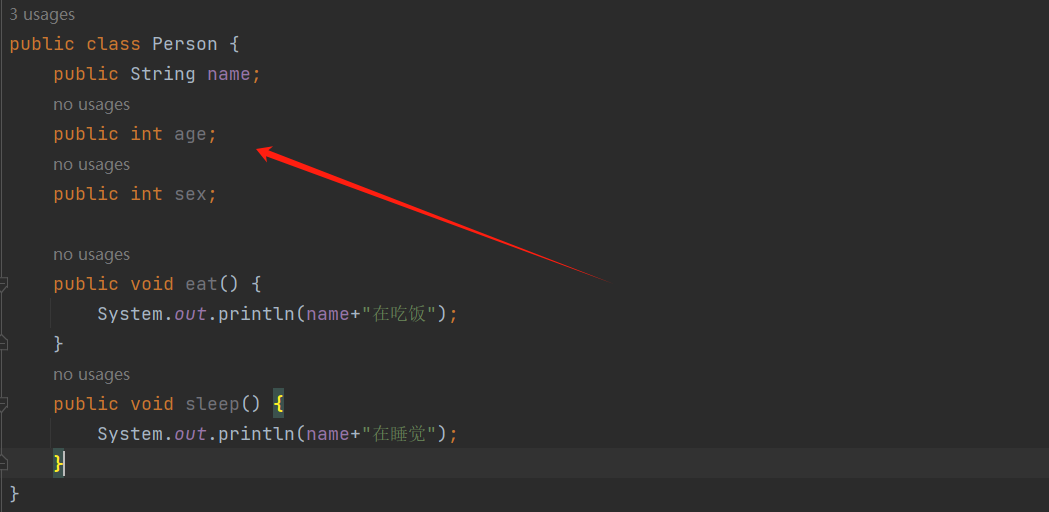 3 usages
public class Person {
public String name;
no usages
public int age;
no usages
public int sex;
no usages
public void eat() {
System.out.println(name+"在吃饭");
}
no usages
public void sleep() {
System.out.println(name+"在睡觉");
}
}